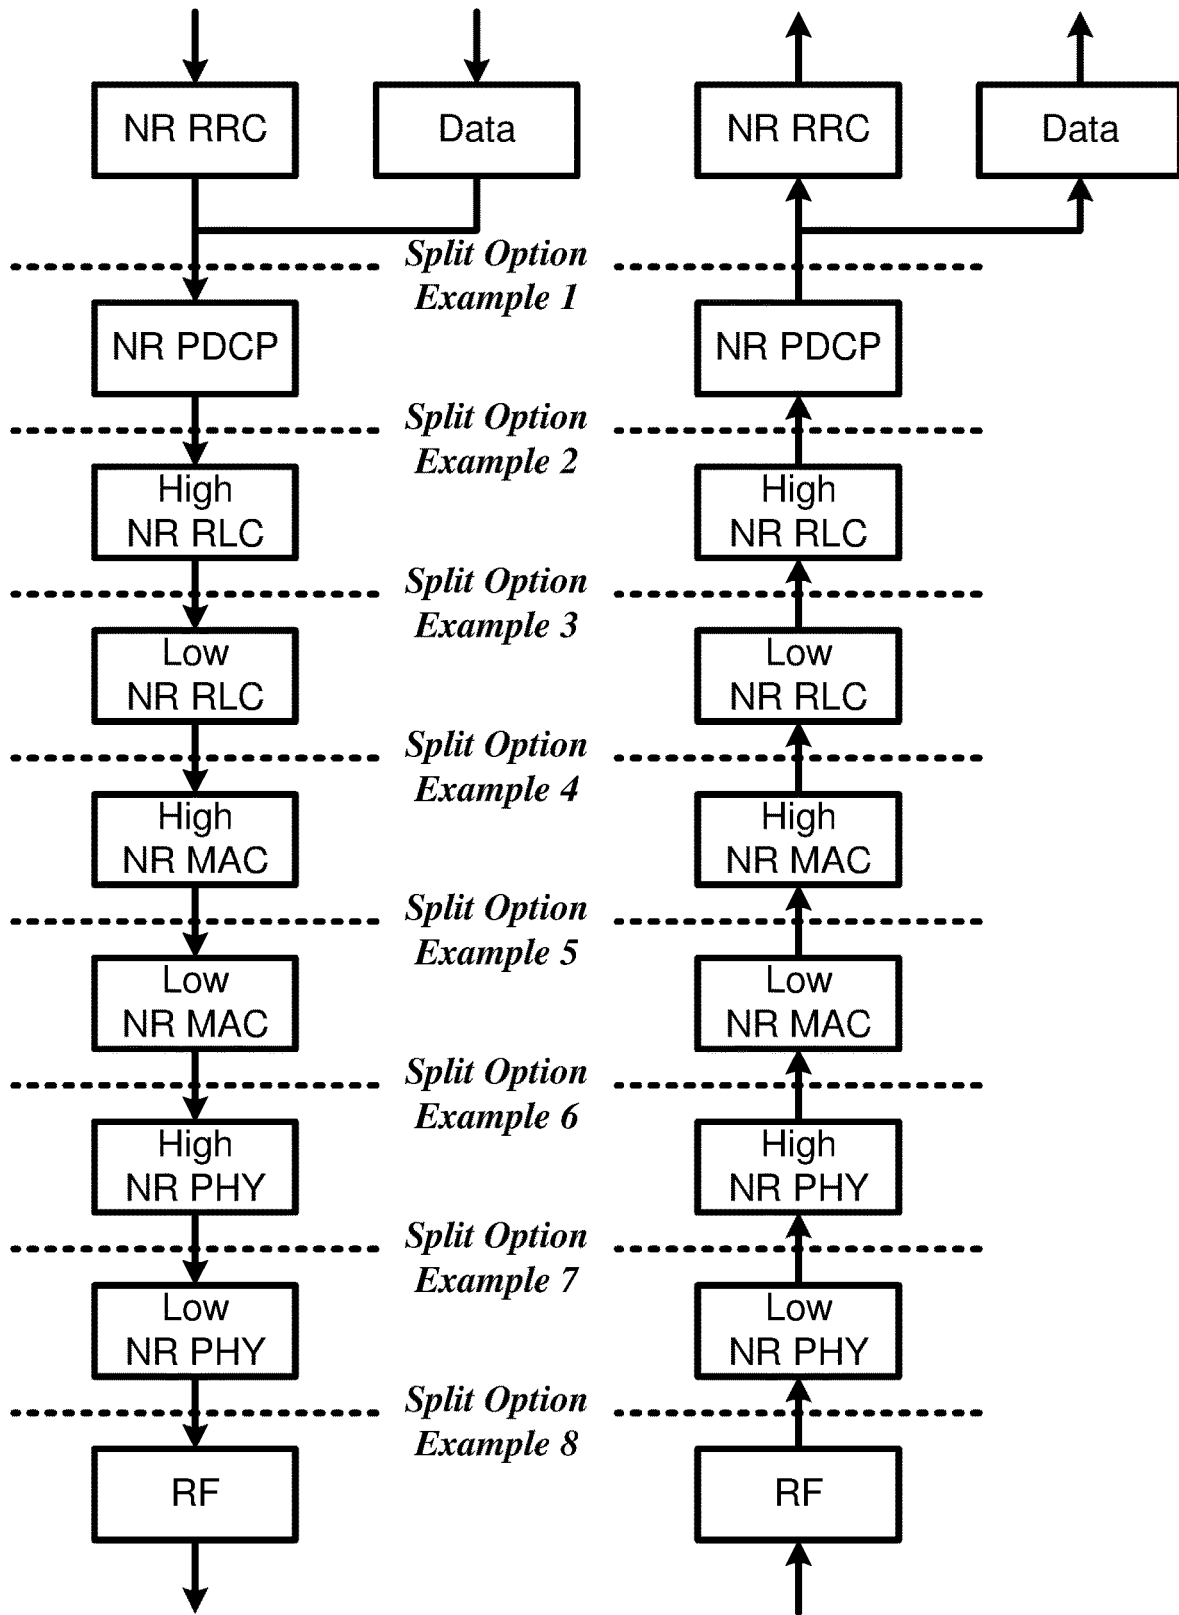 NR RRC
Data
NR RRC
Data
Split Option
Example 1
NR PDCP
NR PDCP
Split Option
Example 2
High
NR RLC
High
NR RLC
Split Option
Example 3
Low
NR RLC
Low
NR RLC
Split Option
Example 4
High
NR MAC
High
NR MAC
Split Option
Example 5
Low
NR MAC
Low
NR MAC
Split Option
Example 6
High
NR PHY
High
NR PHY
Split Option
Example 7
Low
NR PHY
Low
NR PHY
Split Option
Example 8
RF
RF